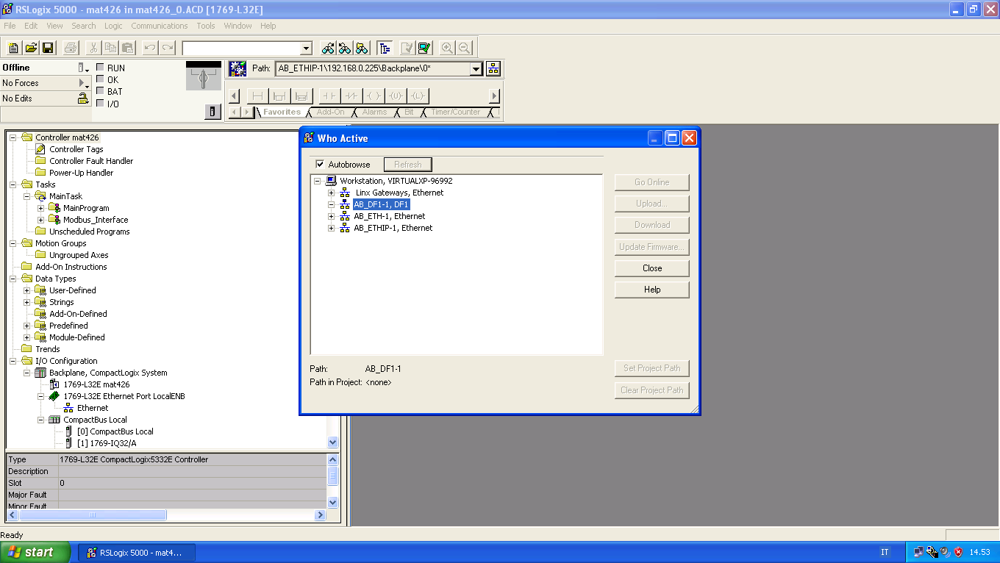 RSLogix 5000 - mat426 in mat426_0.ACD [1769-L32E]
File Edit View Search Logic Communications Tools Window Help
Offline
RUN
Path: AB_ETHIP-1\192.168.0.225\Backplane\0*
No Forces
OK
No Edits
BAT
I/O
Favorites Add-On Alarms Bit Timer/Counter
Controller mat426
Controller Tags
Controller Fault Handler
Power-Up Handler
Tasks
MainTask
MainProgram
Modbus_Interface
Unscheduled Programs
Motion Groups
Ungrouped Axes
Add-On Instructions
Data Types
User-Defined
Strings
Add-On-Defined
Predefined
Module-Defined
Trends
I/O Configuration
Backplane, CompactLogix System
1769-L32E mat426
1769-L32E Ethernet Port LocalENB
Ethernet
CompactBus Local
[0] CompactBus Local
[1] 1769-IQ32/A
Type 1769-L32E CompactLogix5332E Controller
Description
Slot 0
Major Fault
Minor Fault
Who Active
Autobrowse Refresh
Workstation, VIRTUALXP-96992
Linx Gateways, Ethernet
AB_DF1-1, DF1
AB_ETH-1, Ethernet
AB_ETHIP-1, Ethernet
Go Online
Upload...
Download
Update Firmware...
Close
Help
Path: AB_DF1-1
Path in Project: <none>
Set Project Path
Clear Project Path
Ready
start RSLogix 5000 - mat4... IT 14.53